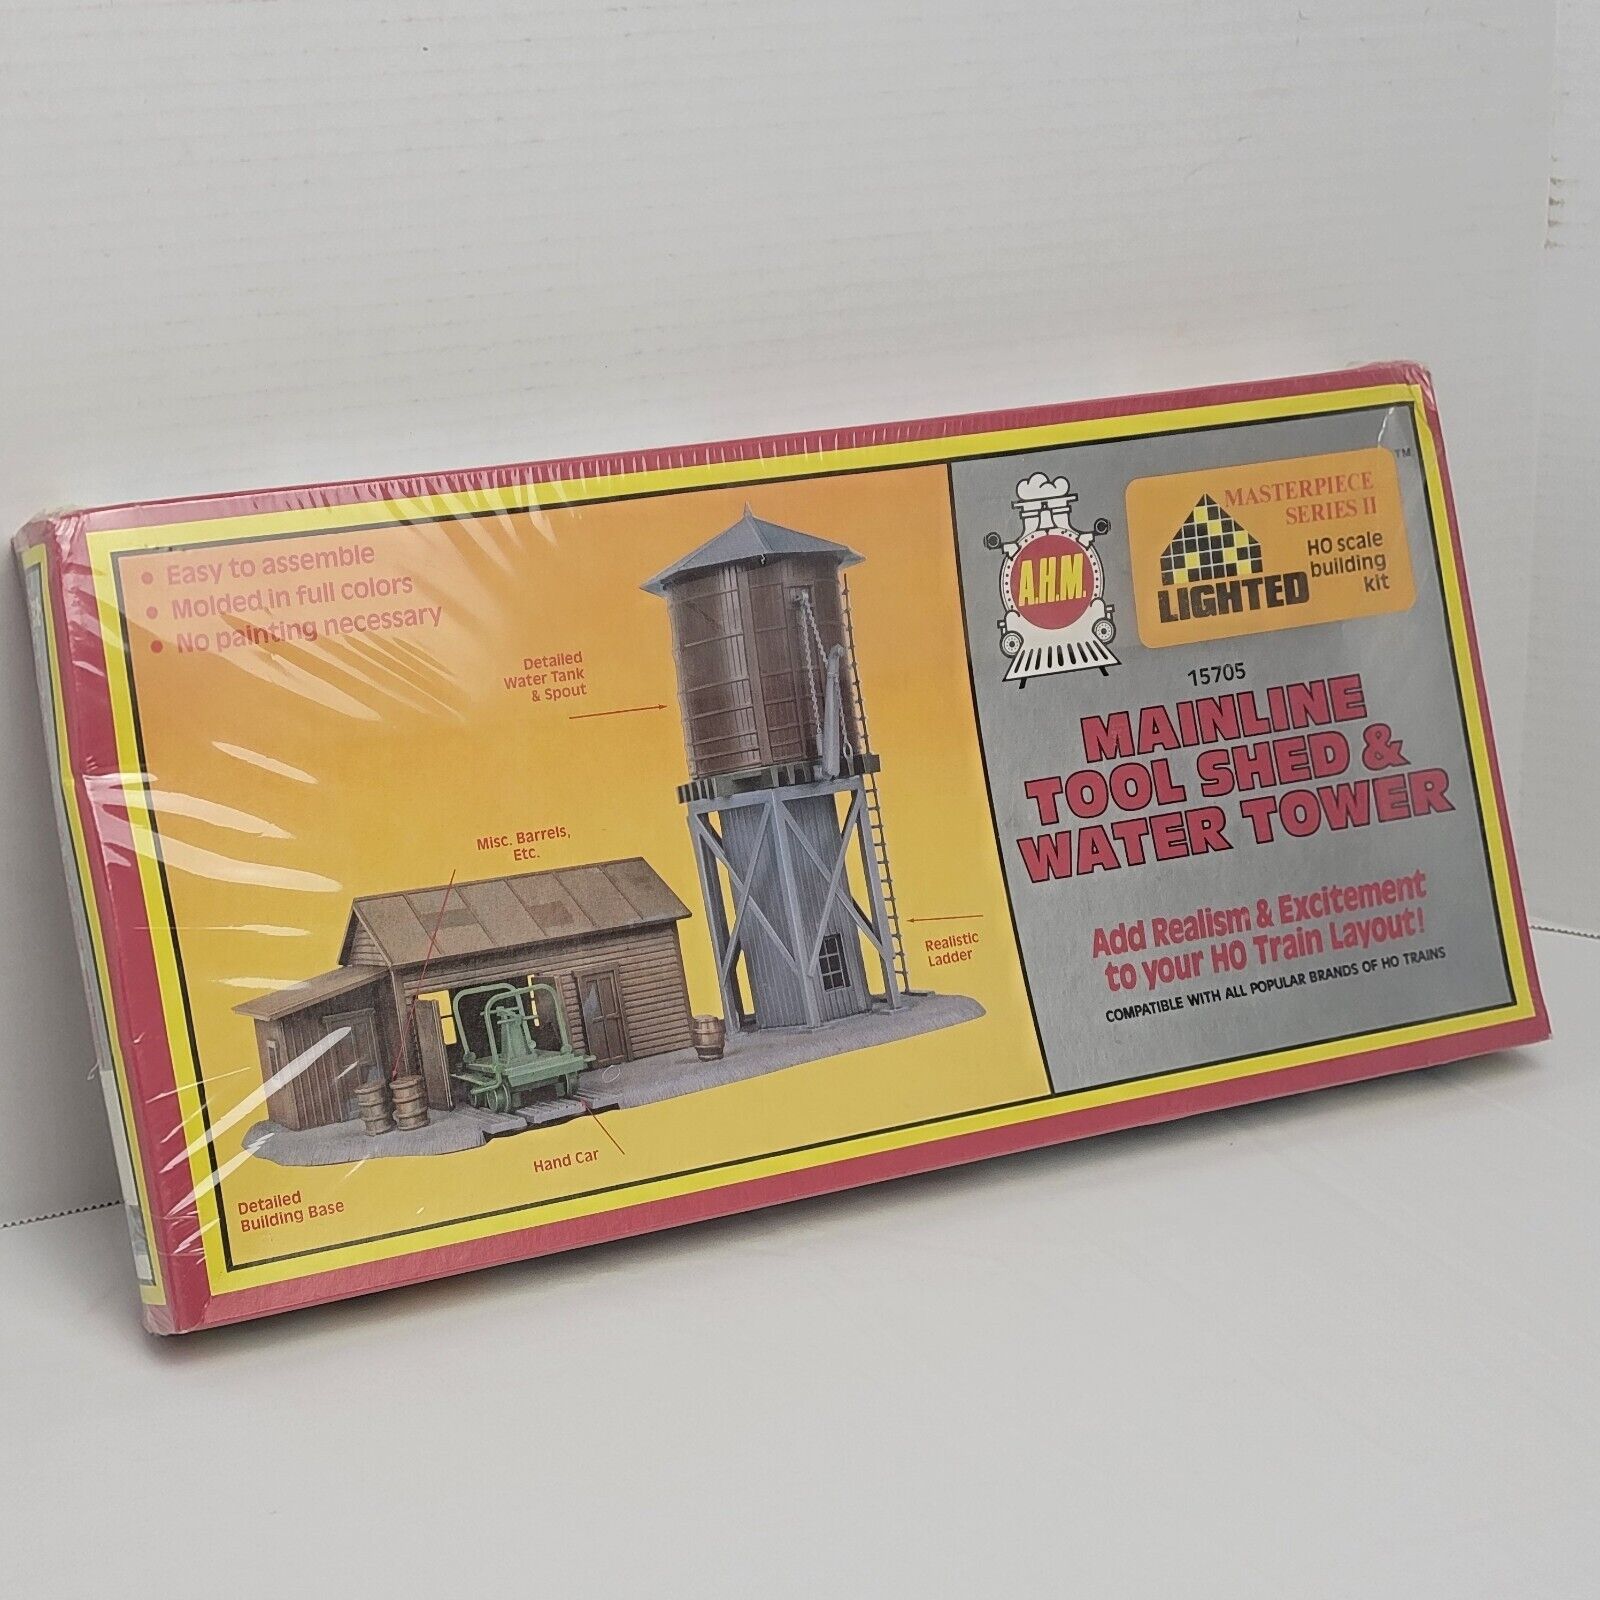 • Easy to assemble
• Molded in full colors
• No painting necessary
Detailed
Water Tank
& Spout
Misc. Barrels,
Etc.
Realistic
Ladder
Hand Car
Detailed
Building Base
A.H.M.
MASTERPIECE
SERIES II
LIGHTED
HO scale
building
kit
TM
15705
MAINLINE
TOOL SHED &
WATER TOWER
Add Realism & Excitement
to your HO Train Layout!
COMPATIBLE WITH ALL POPULAR BRANDS OF HO TRAINS